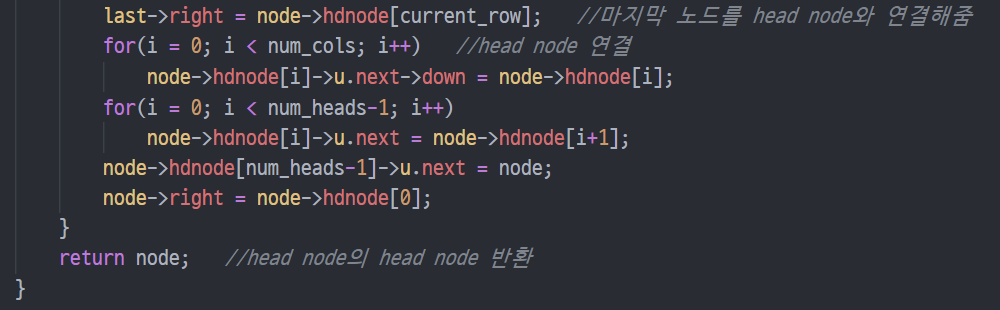 last->right = node->hdnode[current_row];   //마지막 노드를 head node와 연결해줌
for(i = 0; i < num_cols; i++)   //head node 연결
node->hdnode[i]->u.next->down = node->hdnode[i];
for(i = 0; i < num_heads-1; i++)
node->hdnode[i]->u.next = node->hdnode[i+1];
node->hdnode[num_heads-1]->u.next = node;
node->right = node->hdnode[0];
}
return node;   //head node의 head node 반환
}